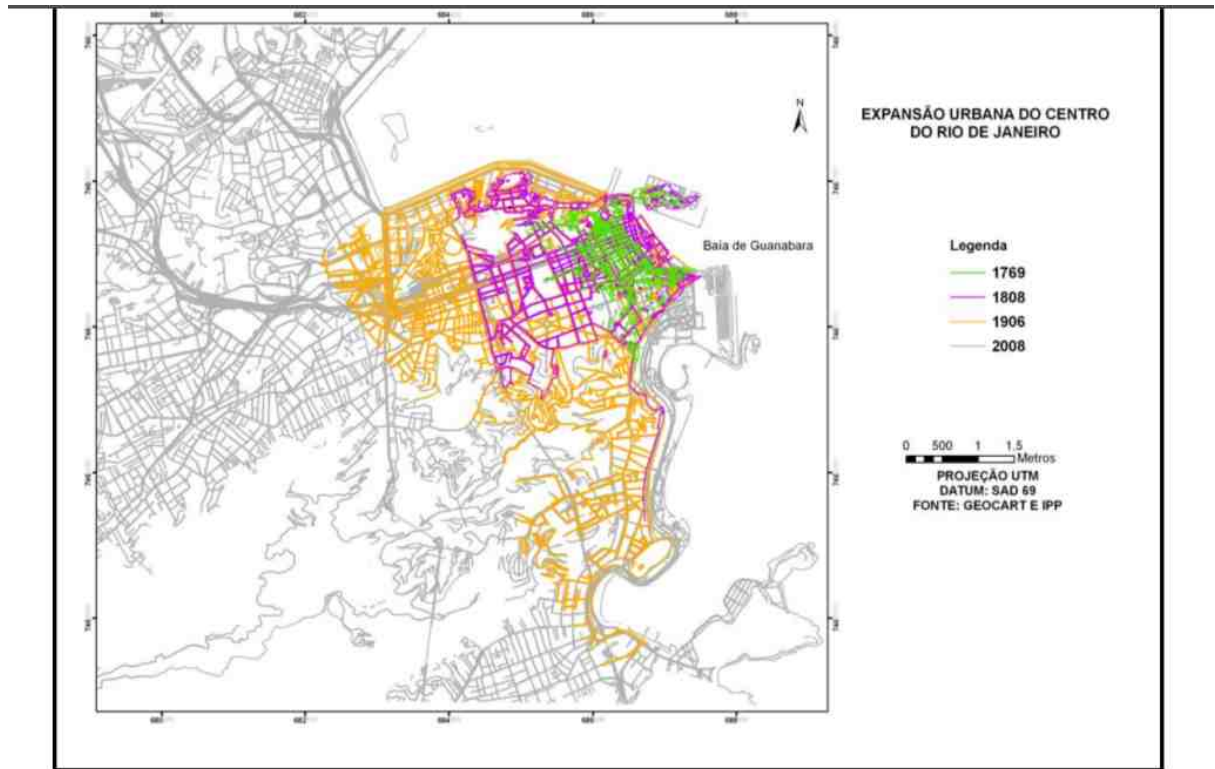 EXPANSÃO URBANA DO CENTRO
DO RIO DE JANEIRO
N
Baía de Guanabara
Legenda
1769
1808
1906
2008
0 500 1 1.5
Metros
PROJEÇÃO UTM
DATUM: SAD 69
FONTE: GEOCART E IPP